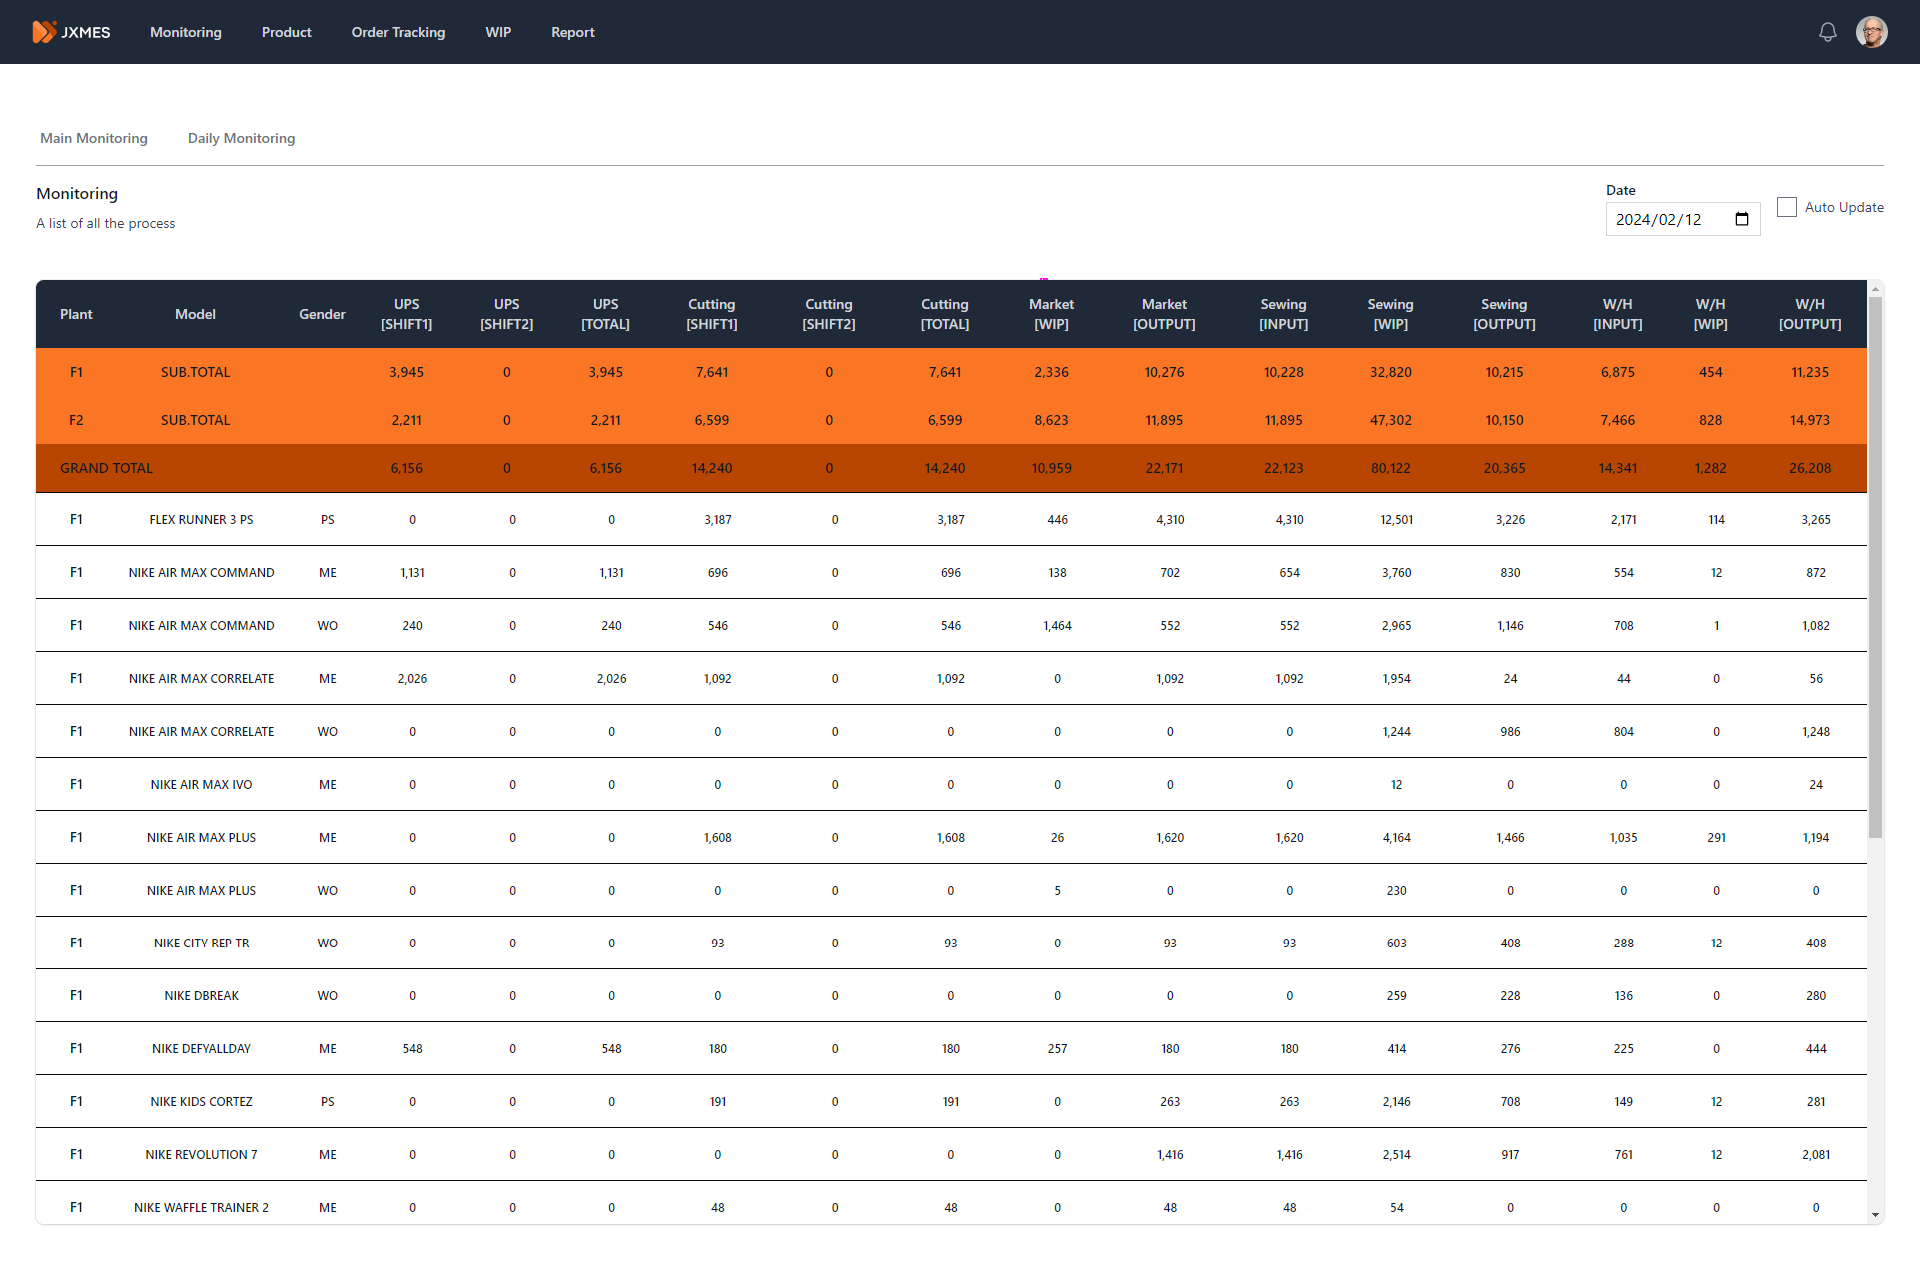 JXMES Monitoring Product Order Tracking WIP Report
Main Monitoring Daily Monitoring
Monitoring
A list of all the process
Date
2024/02/12
Auto Update
Plant Model Gender UPS [SHIFT1] UPS [SHIFT2] UPS [TOTAL] Cutting [SHIFT1] Cutting [SHIFT2] Cutting [TOTAL] Market [WIP] Market [OUTPUT] Sewing [INPUT] Sewing [WIP] Sewing [OUTPUT] W/H [INPUT] W/H [WIP] W/H [OUTPUT]
F1 SUB.TOTAL 3,945 0 3,945 7,641 0 7,641 2,336 10,276 10,228 32,820 10,215 6,875 454 11,235
F2 SUB.TOTAL 2,211 0 2,211 6,599 0 6,599 8,623 11,895 11,895 47,302 10,150 7,466 828 14,973
GRAND TOTAL 6,156 0 6,156 14,240 0 14,240 10,959 22,171 22,123 80,122 20,365 14,341 1,282 26,208
F1 FLEX RUNNER 3 PS PS 0 0 0 3,187 0 3,187 446 4,310 4,310 12,501 3,226 2,171 114 3,265
F1 NIKE AIR MAX COMMAND ME 1,131 0 1,131 696 0 696 138 702 654 3,760 830 554 12 872
F1 NIKE AIR MAX COMMAND WO 240 0 240 546 0 546 1,464 552 552 2,965 1,146 708 1 1,082
F1 NIKE AIR MAX CORRELATE ME 2,026 0 2,026 1,092 0 1,092 0 1,092 1,092 1,954 24 44 0 56
F1 NIKE AIR MAX CORRELATE WO 0 0 0 0 0 0 0 0 0 1,244 986 804 0 1,248
F1 NIKE AIR MAX IVO ME 0 0 0 0 0 0 0 0 0 12 0 0 0 24
F1 NIKE AIR MAX PLUS ME 0 0 0 1,608 0 1,608 26 1,620 1,620 4,164 1,466 1,035 291 1,194
F1 NIKE AIR MAX PLUS WO 0 0 0 0 0 0 5 0 0 230 0 0 0 0
F1 NIKE CITY REP TR WO 0 0 0 93 0 93 0 93 93 603 408 288 12 408
F1 NIKE DBREAK WO 0 0 0 0 0 0 0 0 0 259 228 136 0 280
F1 NIKE DEFYALLDAY ME 548 0 548 180 0 180 257 180 180 414 276 225 0 444
F1 NIKE KIDS CORTEZ PS 0 0 0 191 0 191 0 263 263 2,146 708 149 12 281
F1 NIKE REVOLUTION 7 ME 0 0 0 0 0 0 0 1,416 1,416 2,514 917 761 12 2,081
F1 NIKE WAFFLE TRAINER 2 ME 0 0 0 48 0 48 0 48 48 54 0 0 0 0